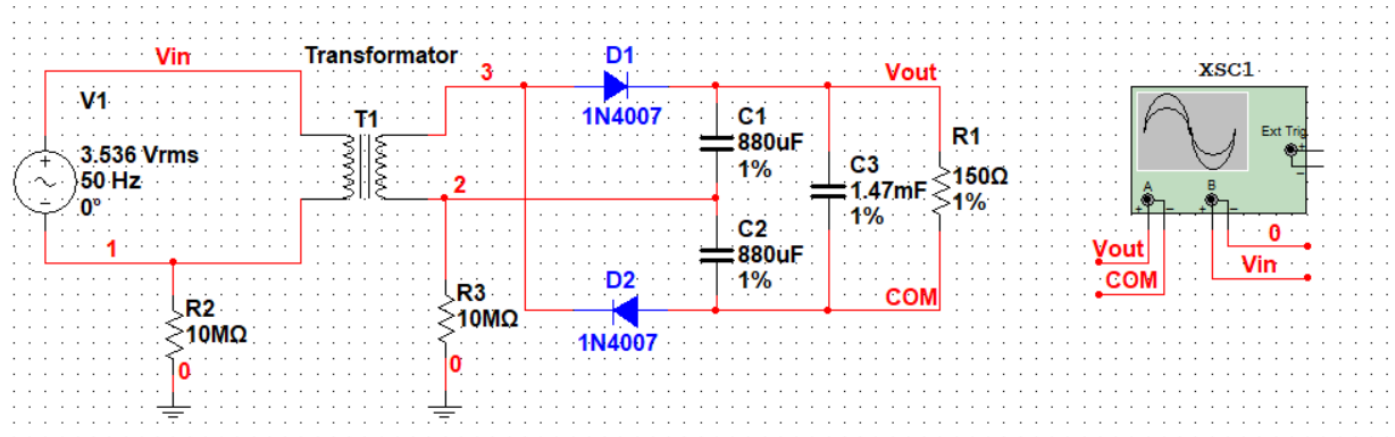 Vin
Transformator
V1
3.536 Vrms
50 Hz
0°
T1
1
2
3
R2
10MΩ
0
R3
10MΩ
0
D1
1N4007
D2
1N4007
C1
880uF
1%
C2
880uF
1%
C3
1.47mF
1%
Vout
R1
150Ω
1%
COM
XSC1
Ext Trig
+
-
A
B
+ - + -
Vout
COM
0
Vin